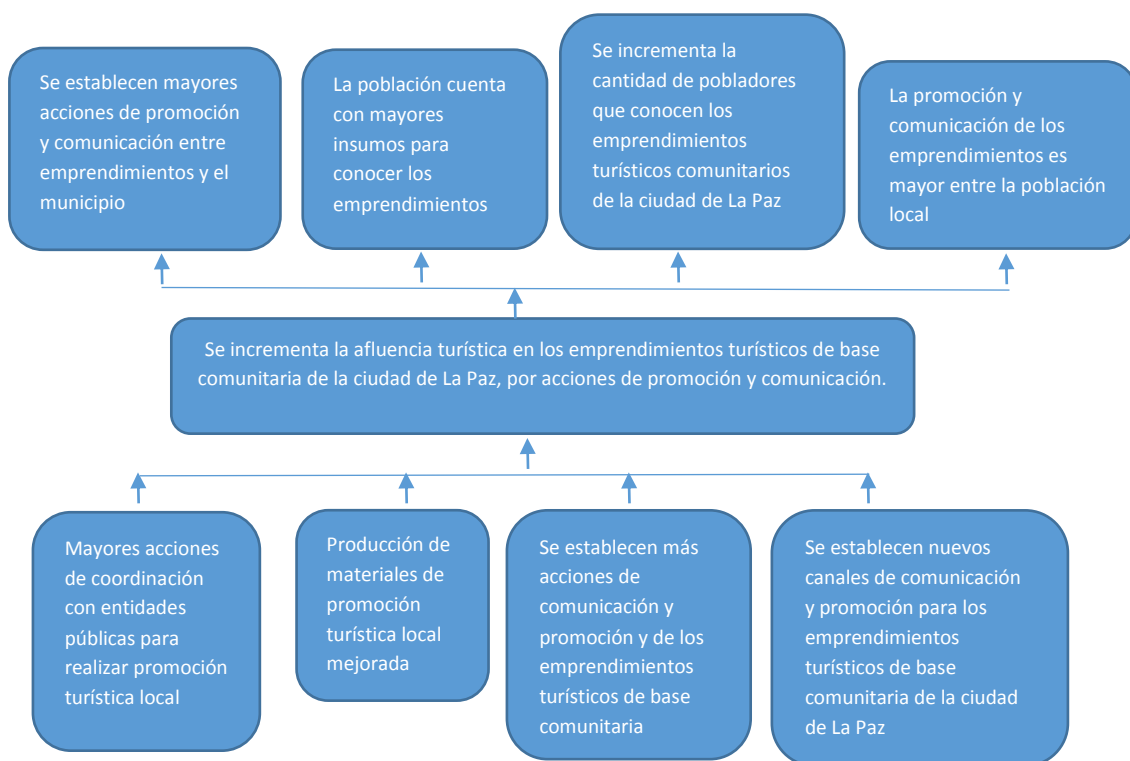 Se establecen mayores
acciones de promoción
y comunicación entre
emprendimientos y el
municipio
La población cuenta
con mayores
insumos para
conocer los
emprendimientos
Se incrementa la
cantidad de pobladores
que conocen los
emprendimientos
turísticos comunitarios
de la ciudad de La Paz
La promoción y
comunicación de los
emprendimientos es
mayor entre la población
local
Se incrementa la afluencia turística en los emprendimientos turísticos de base
comunitaria de la ciudad de La Paz, por acciones de promoción y comunicación.
Mayores acciones
de coordinación
con entidades
públicas para
realizar promoción
turística local
Producción de
materiales de
promoción
turística local
mejorada
Se establecen más
acciones de
comunicación y
promoción y de los
emprendimientos
turísticos de base
comunitaria
Se establecen nuevos
canales de comunicación
y promoción para los
emprendimientos
turísticos de base
comunitaria de la ciudad
de La Paz